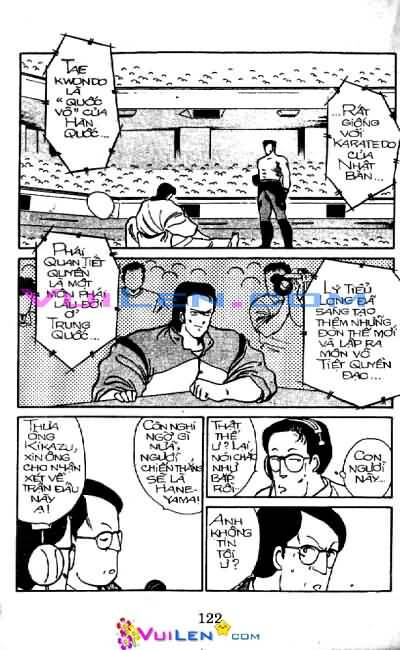 TAE
KWONDO
LÀ
"QUỐC
VÕ" CỦA
HÀN
QUỐC...
... RẤT
GIỐNG
VỚI
KARATEDO
CỦA
NHẬT
BẢN...
PHÁI
QUAN TIẾT
QUYỀN
LÀ MỘT
MÔN PHÁI
LÂU ĐỜI
Ở
TRUNG
QUỐC...
LÝ TIỂU
LONG ĐÃ
SÁNG TẠO
THÊM NHỮNG
ĐÒN THẾ MỚI
VÀ LẬP RA
MÔN VÕ
TIỆT QUYỀN
ĐẠO...
VUILEN.COM
THƯA
ÔNG
KIKAZU,
XIN ÔNG
CHO NHẬN
XÉT VỀ
TRẬN ĐẤU
NÀY
Ạ!
CÒN NGHI
NGỜ GÌ
NỮA,
NGƯỜI
CHIẾN THẮNG
SẼ LÀ
HANE-
YAMA!
THẬT
THẾ
Ư? LẠI
NÓI CHẮC
NHƯ
BẮP
RỒI.
CON
NGƯỜI
NÀY...
ANH
KHÔNG
TIN
TÔI
Ư?
122
VUILEN.COM